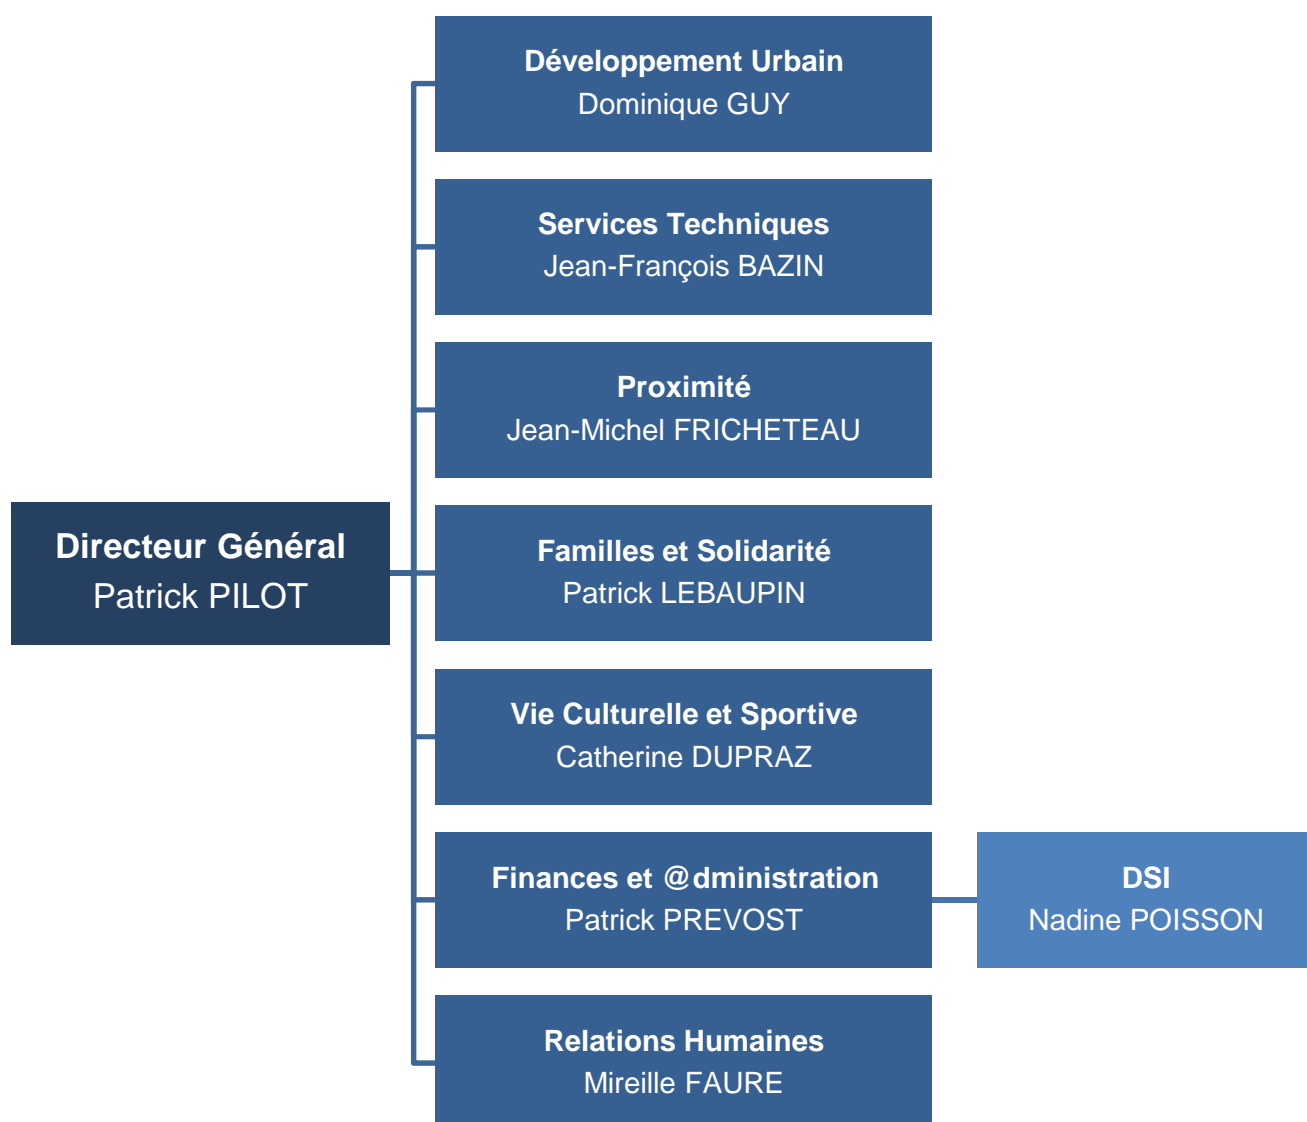 Développement Urbain
Dominique GUY
Services Techniques
Jean-François BAZIN
Proximité
Jean-Michel FRICHETEAU
Directeur Général
Patrick PILOT
Familles et Solidarité
Patrick LEBAUPIN
Vie Culturelle et Sportive
Catherine DUPRAZ
Finances et @dministration
Patrick PREVOST
DSI
Nadine POISSON
Relations Humaines
Mireille FAURE